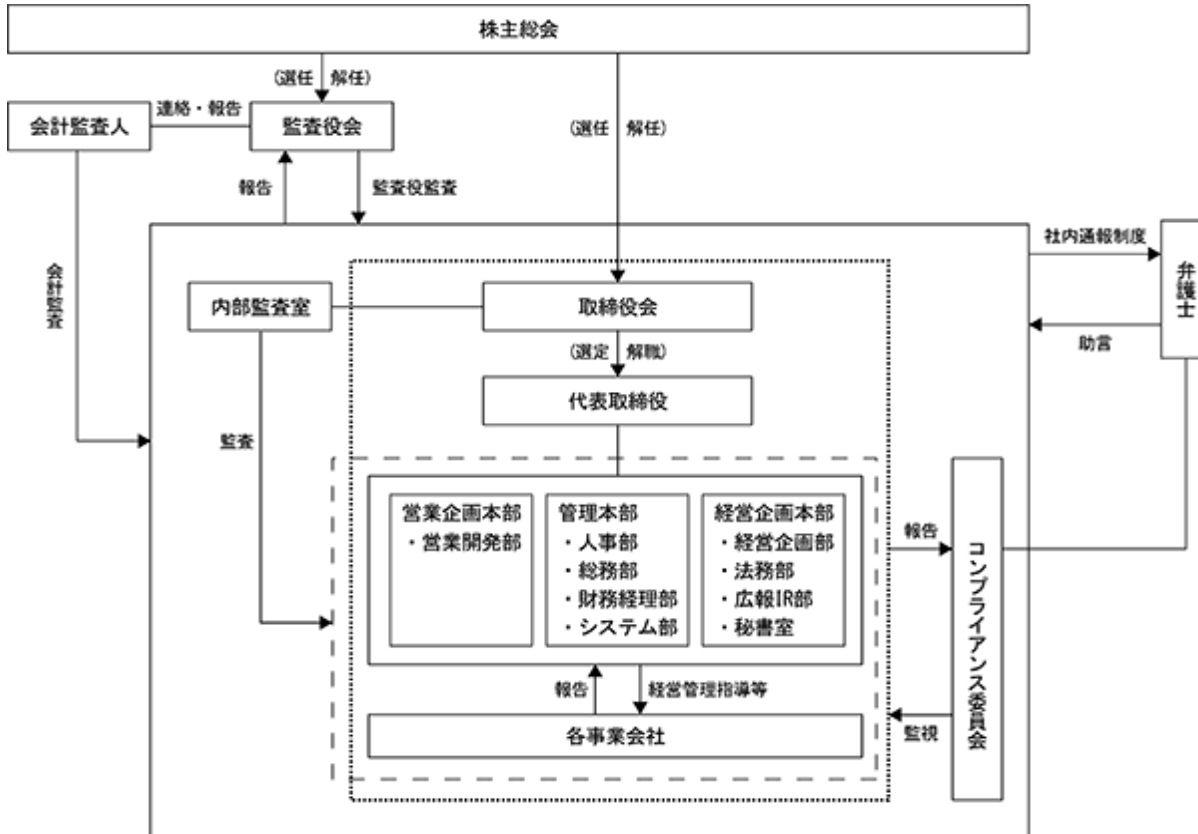 株主総会
(選任 解任)
会計監査人
連絡・報告
監査役会
(選任 解任)
報告
監査役監査
会計監査
社内通報制度
弁護士
助言
内部監査室
取締役会
(選定 解職)
代表取締役
監査
営業企画本部
・営業開発部
管理本部
・人事部
・総務部
・財務経理部
・システム部
経営企画本部
・経営企画部
・法務部
・広報IR部
・秘書室
報告
コンプライアンス委員会
報告
経営管理指導等
監視
各事業会社